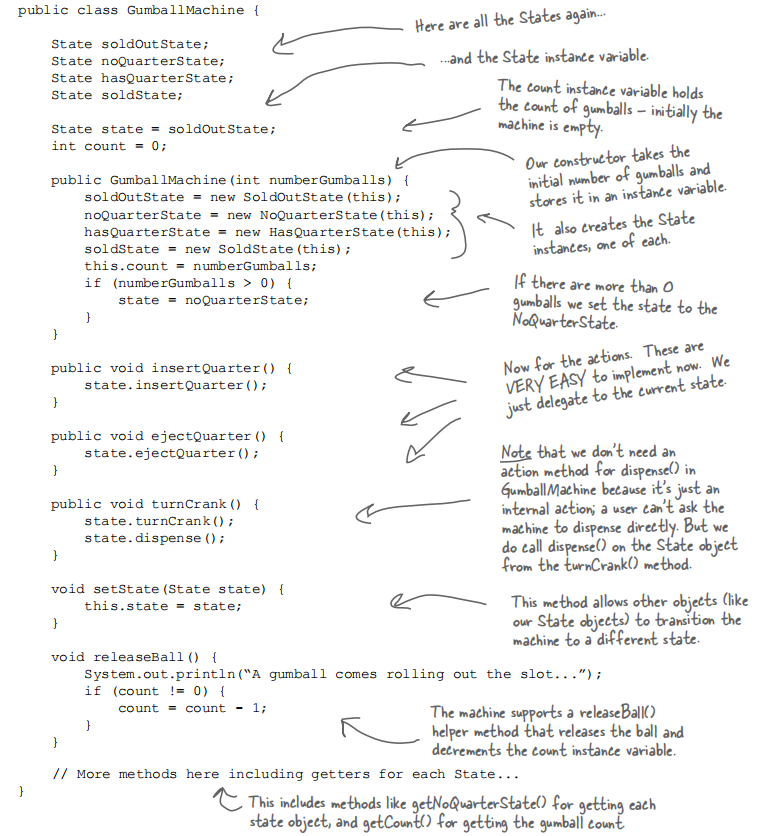 public class GumballMachine {
Here are all the States again...
State soldOutState;
State noQuarterState;
State hasQuarterState;
State soldState;
...and the State instance variable.
The count instance variable holds
the count of gumballs – initially the
machine is empty.
State state = soldOutState;
int count = 0;
Our constructor takes the
initial number of gumballs and
stores it in an instance variable.
It also creates the State
instances, one of each.
public GumballMachine(int numberGumballs) {
soldOutState = new SoldOutState(this);
noQuarterState = new NoQuarterState(this);
hasQuarterState = new HasQuarterState(this);
soldState = new SoldState(this);
this.count = numberGumballs;
if (numberGumballs > 0) {
state = noQuarterState;
}
}
If there are more than 0
gumballs we set the state to the
NoQuarterState.
public void insertQuarter() {
state.insertQuarter();
}
Now for the actions. These are
VERY EASY to implement now. We
just delegate to the current state.
public void ejectQuarter() {
state.ejectQuarter();
}
public void turnCrank() {
state.turnCrank();
state.dispense();
}
Note that we don't need an
action method for dispense() in
GumballMachine because it's just an
internal action; a user can't ask the
machine to dispense directly. But we
do call dispense() on the State object
from the turnCrank() method.
void setState(State state) {
this.state = state;
}
This method allows other objects (like
our State objects) to transition the
machine to a different state.
void releaseBall() {
System.out.println(“A gumball comes rolling out the slot...”);
if (count != 0) {
count = count - 1;
}
}
The machine supports a releaseBall()
helper method that releases the ball and
decrements the count instance variable.
// More methods here including getters for each State...
}
This includes methods like getNoQuarterState() for getting each
state object, and getCount() for getting the gumball count.